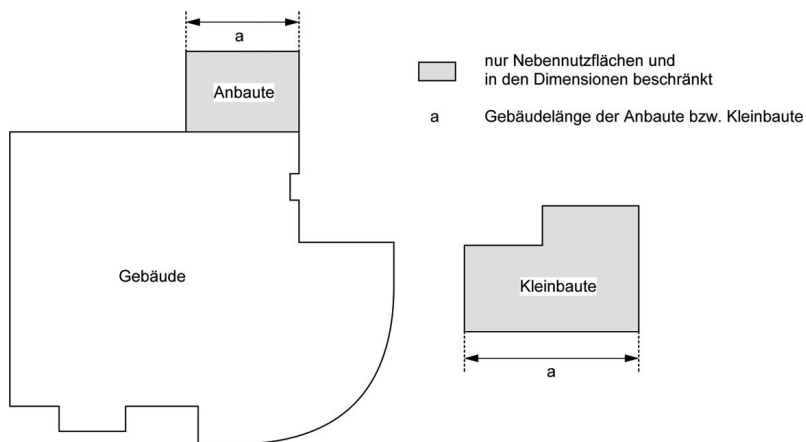 a
Anbaute
nur Nebennutzflächen und
in den Dimensionen beschränkt
a Gebäudelänge der Anbaute bzw. Kleinbaute
Gebäude
Kleinbaute
a